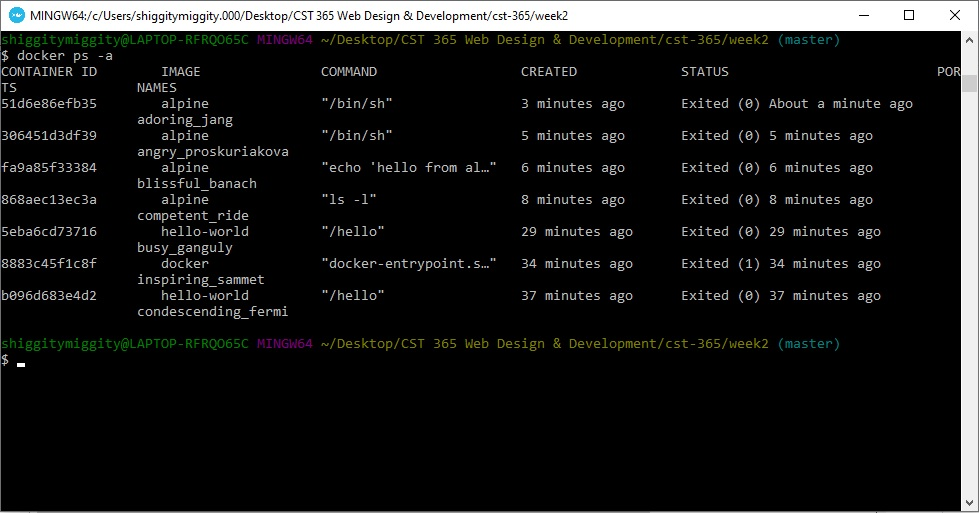 MINGW64:/c/Users/shiggitymiggity.000/Desktop/CST 365 Web Design & Development/cst-365/week2
shiggitymiggity@LAPTOP-RFRQO65C MINGW64 ~/Desktop/CST 365 Web Design & Development/cst-365/week2 (master)
$ docker ps -a
CONTAINER ID        IMAGE               COMMAND                  CREATED             STATUS                          POR
TS               NAMES
51d6e86efb35        alpine              "/bin/sh"                3 minutes ago       Exited (0) About a minute ago
                 adoring_jang
306451d3df39        alpine              "/bin/sh"                5 minutes ago       Exited (0) 5 minutes ago
                 angry_proskuriakova
fa9a85f33384        alpine              "echo 'hello from al…"   6 minutes ago       Exited (0) 6 minutes ago
                 blissful_banach
868aec13ec3a        alpine              "ls -l"                  8 minutes ago       Exited (0) 8 minutes ago
                 competent_ride
5eba6cd73716        hello-world         "/hello"                 29 minutes ago      Exited (0) 29 minutes ago
                 busy_ganguly
8883c45f1c8f        docker              "docker-entrypoint.s…"   34 minutes ago      Exited (1) 34 minutes ago
                 inspiring_sammet
b096d683e4d2        hello-world         "/hello"                 37 minutes ago      Exited (0) 37 minutes ago
                 condescending_fermi
shiggitymiggity@LAPTOP-RFRQO65C MINGW64 ~/Desktop/CST 365 Web Design & Development/cst-365/week2 (master)
$